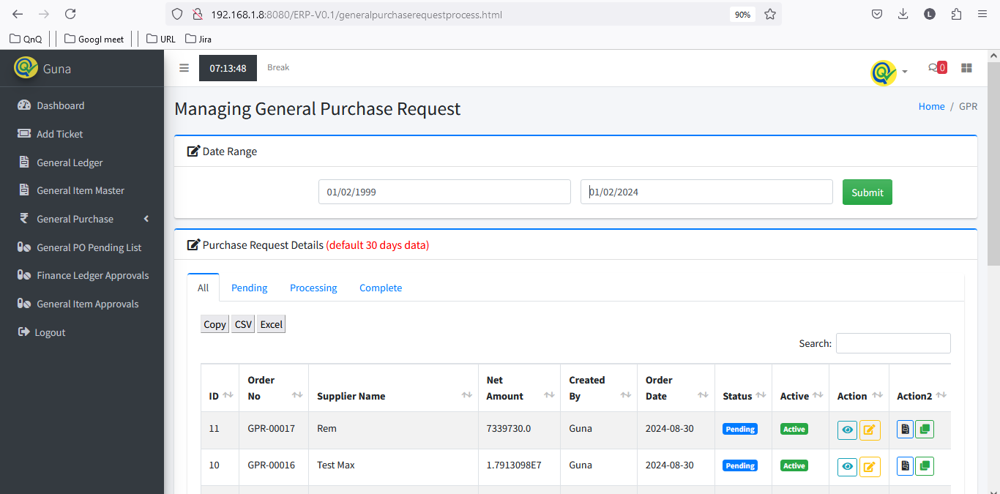 192.168.1.8:8080/ERP-V0.1/generalpurchaserequestprocess.html
90%
L
QnQ
Googl meet
URL
Jira
Guna
07:13:48
Break
0
Dashboard
Add Ticket
General Ledger
General Item Master
General Purchase
General PO Pending List
Finance Ledger Approvals
General Item Approvals
Logout
Managing General Purchase Request
Home / GPR
Date Range
01/02/1999
01/02/2024
Submit
Purchase Request Details (default 30 days data)
All
Pending
Processing
Complete
Copy
CSV
Excel
Search:
ID
Order
No
Supplier Name
Net
Amount
Created
By
Order
Date
Status
Active
Action
Action2
11 GPR-00017 Rem 7339730.0 Guna 2024-08-30 Pending Active
10 GPR-00016 Test Max 1.7913098E7 Guna 2024-08-30 Pending Active